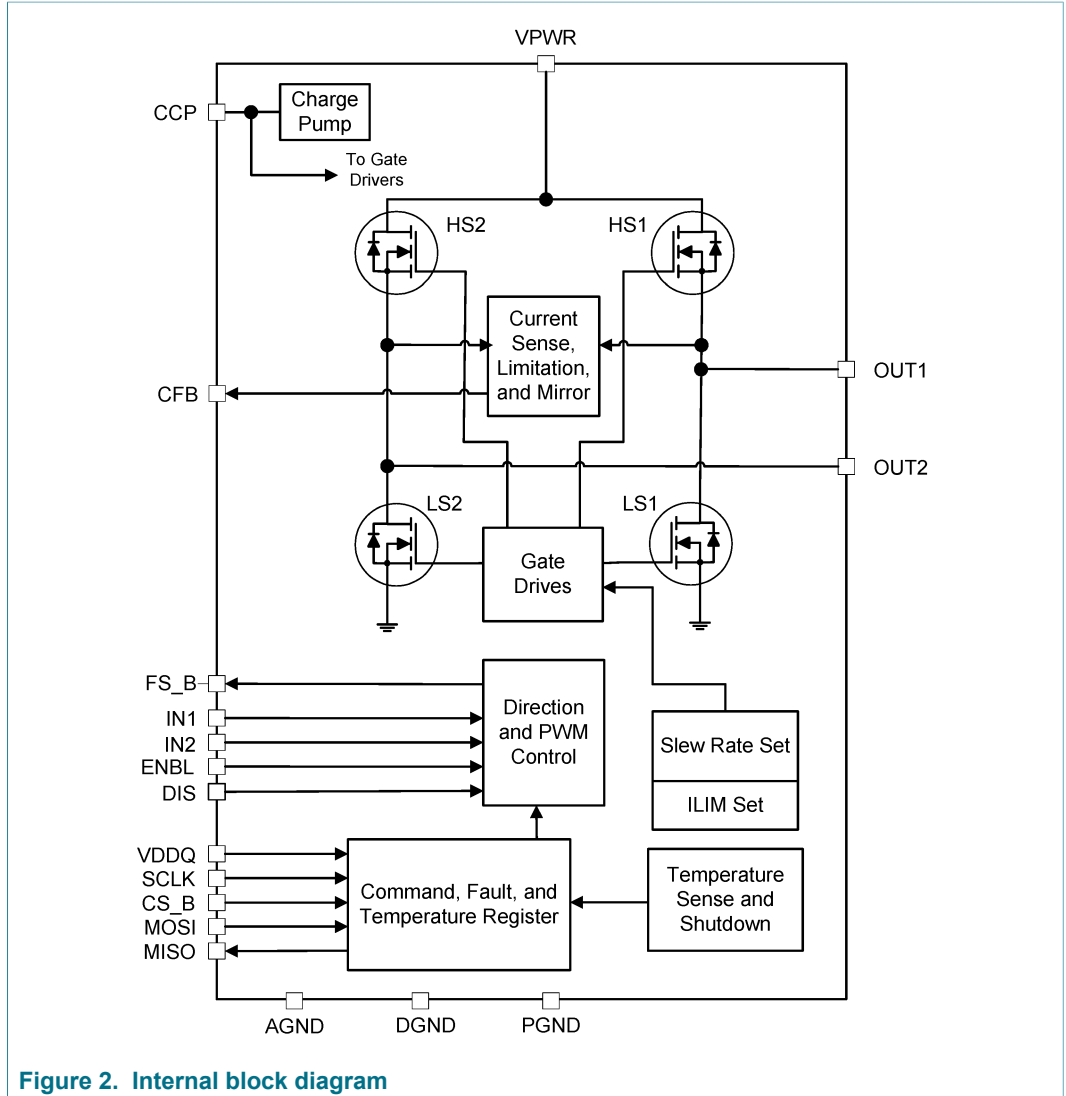 VPWR
CCP
Charge
Pump
To Gate
Drivers
HS2
HS1
Current
Sense,
Limitation,
and Mirror
OUT1
CFB
OUT2
LS2
LS1
Gate
Drives
FS_B
IN1
IN2
ENBL
DIS
Direction
and PWM
Control
Slew Rate Set
ILIM Set
VDDQ
SCLK
CS_B
MOSI
MISO
Command, Fault, and
Temperature Register
Temperature
Sense and
Shutdown
AGND
DGND
PGND
Figure 2. Internal block diagram